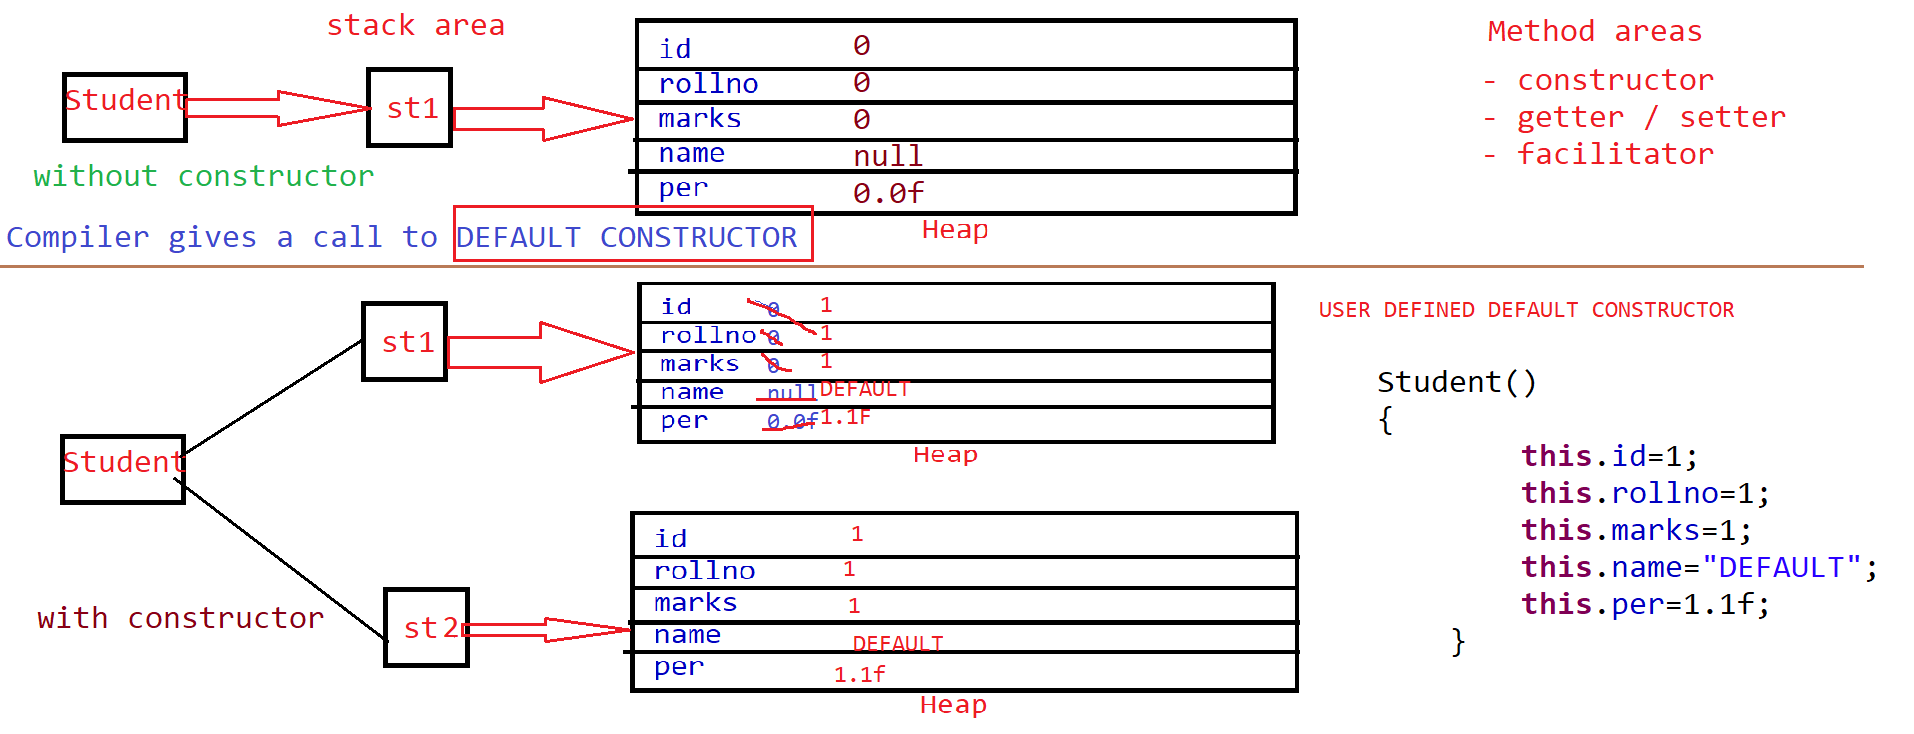 stack area
Student
st1
without constructor
id 0
rollno 0
marks 0
name null
per 0.0f
Heap
Method areas
- constructor
- getter / setter
- facilitator
Compiler gives a call to DEFAULT CONSTRUCTOR
st1
Student
st2
with constructor
id 0 1
rollno 0 1
marks 0 1
name null DEFAULT
per 0.0f 1.1F
Heap
id 1
rollno 1
marks 1
name DEFAULT
per 1.1f
Heap
USER DEFINED DEFAULT CONSTRUCTOR
Student()
{
this.id=1;
this.rollno=1;
this.marks=1;
this.name="DEFAULT";
this.per=1.1f;
}